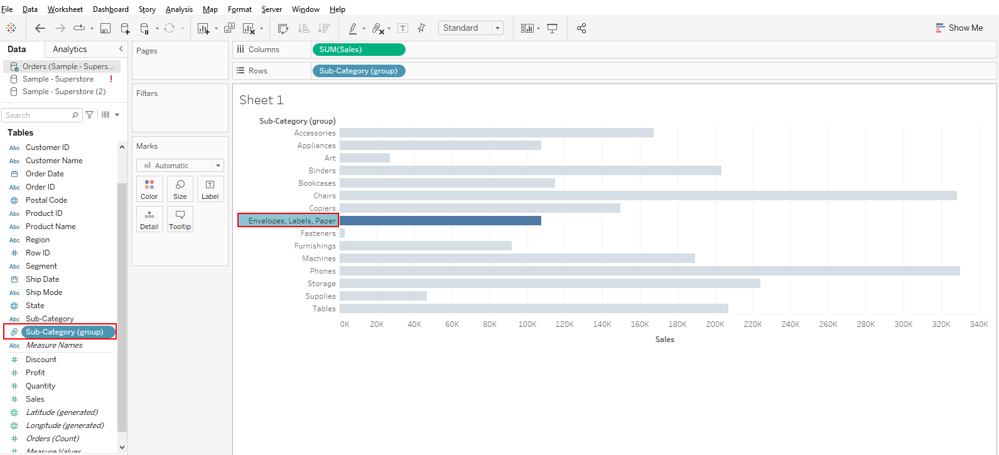 File Data Worksheet Dashboard Story Analysis Map Format Server Window Help
Standard
Show Me
Data Analytics
Orders (Sample - Supers...
Sample - Superstore !
Sample - Superstore (2)
Search
Tables
Abc Customer ID
Abc Customer Name
Order Date
Abc Order ID
Postal Code
Abc Product ID
Abc Product Name
Abc Region
# Row ID
Abc Segment
Ship Date
Abc Ship Mode
State
Abc Sub-Category
Sub-Category (group)
Abc Measure Names
# Discount
# Profit
# Quantity
# Sales
Latitude (generated)
Longitude (generated)
# Orders (Count)
# Measure Values
Pages
Filters
Marks
Automatic
Color Size Label
Detail Tooltip
Columns SUM(Sales)
Rows Sub-Category (group)
Sheet 1
Sub-Category (group)
Accessories
Appliances
Art
Binders
Bookcases
Chairs
Copiers
Envelopes, Labels, Paper
Fasteners
Furnishings
Machines
Phones
Storage
Supplies
Tables
0K 20K 40K 60K 80K 100K 120K 140K 160K 180K 200K 220K 240K 260K 280K 300K 320K 340K
Sales